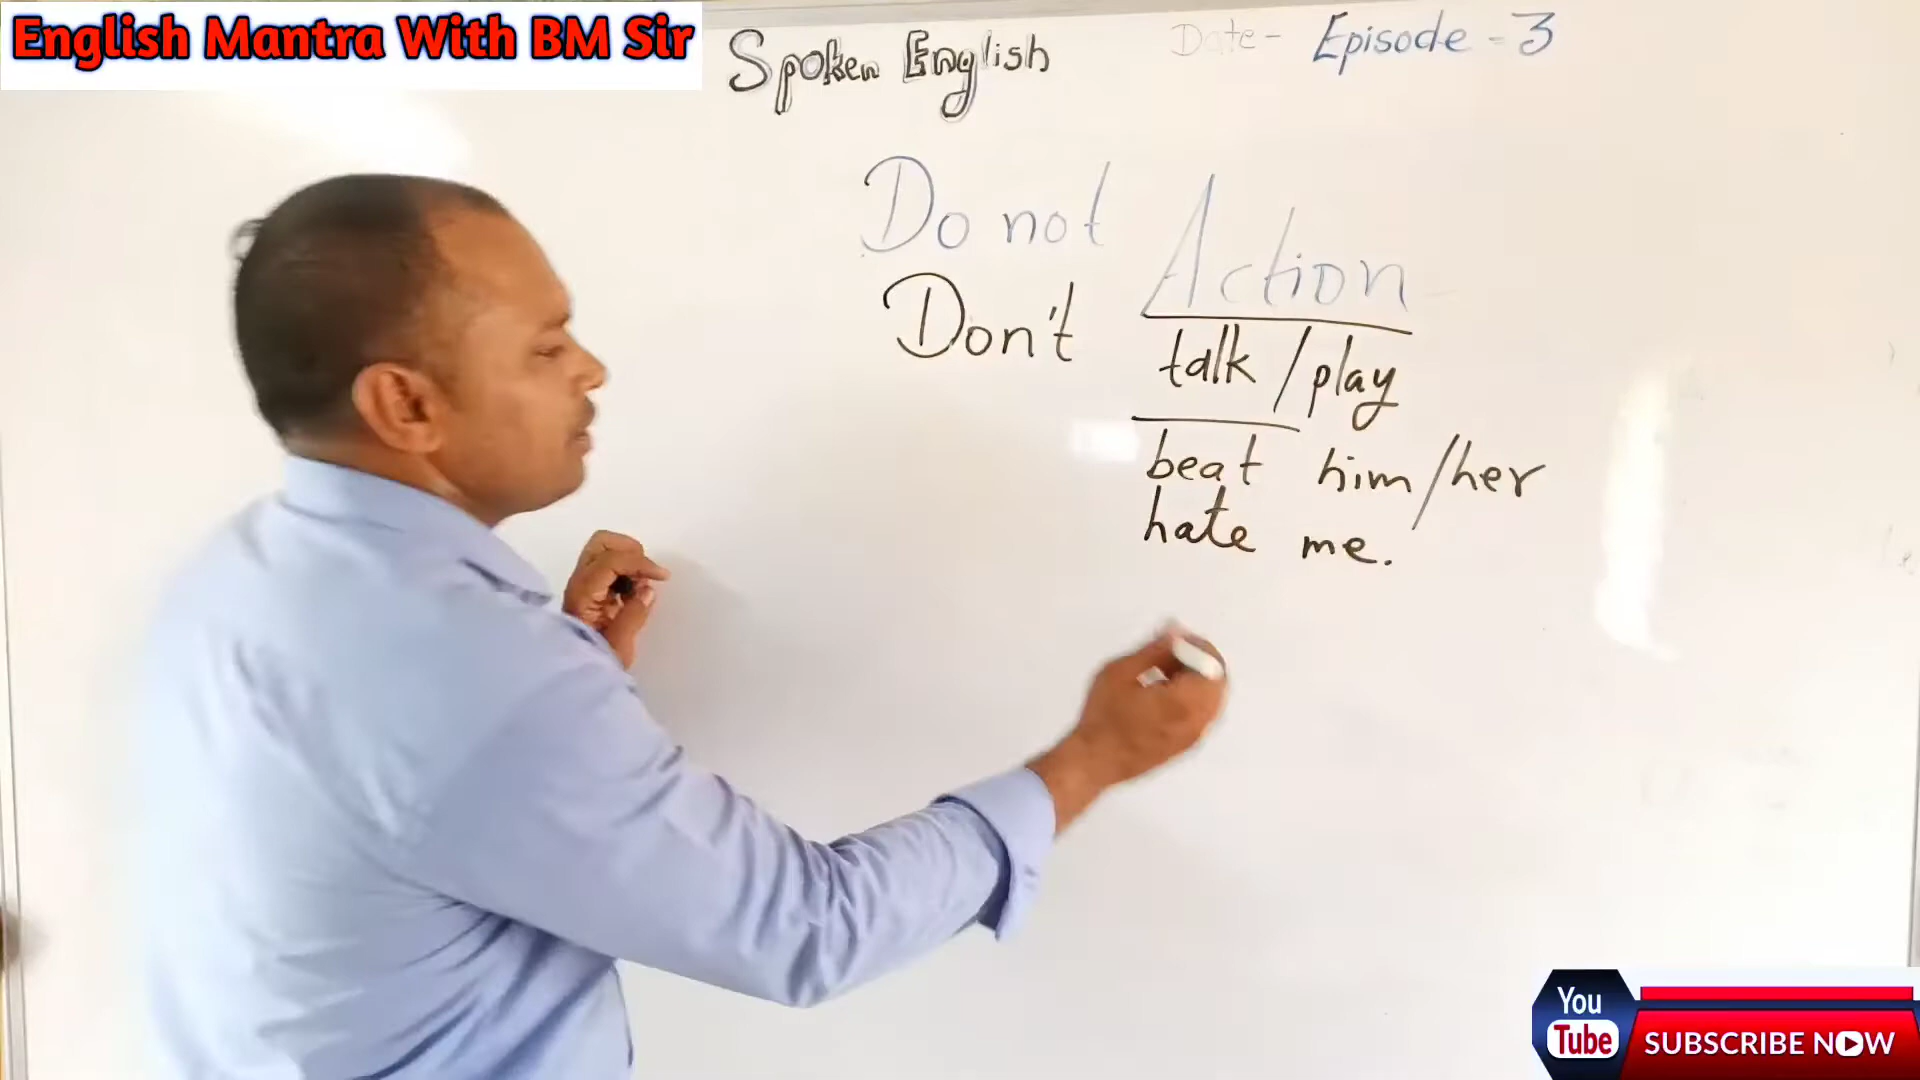 English Mantra With BM Sir
Spoken English
Date - Episode - 3
Do not
Action
Don't
talk / play
beat him/her
hate me.
You
Tube
SUBSCRIBE NOW